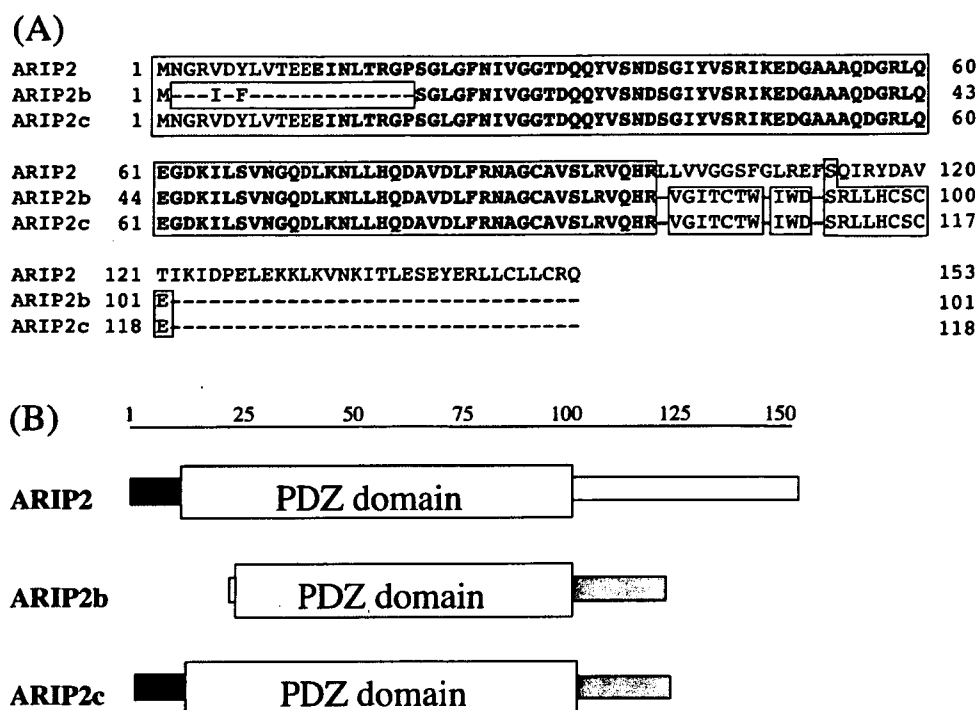 (A)
ARIP2 1 MNGRVDYLVTEEEINLTRGPSGLGFNIVGGTDQQYVSNDSGIYVSRIKEDGAAAQDGRLQ 60
ARIP2b 1 M---I-F-------------SGLGFNIVGGTDQQYVSNDSGIYVSRIKEDGAAAQDGRLQ 43
ARIP2c 1 MNGRVDYLVTEEEINLTRGPSGLGFNIVGGTDQQYVSNDSGIYVSRIKEDGAAAQDGRLQ 60
ARIP2 61 EGDKILSVNGQDLKNLLHQDAVDLFRNAGCAVSLRVQHRLLVVGGSFGLREFSQIRYDAV 120
ARIP2b 44 EGDKILSVNGQDLKNLLHQDAVDLFRNAGCAVSLRVQHR-VGITCTW-IWD-SRLLHCSC 100
ARIP2c 61 EGDKILSVNGQDLKNLLHQDAVDLFRNAGCAVSLRVQHR-VGITCTW-IWD-SRLLHCSC 117
ARIP2 121 TIKIDPELEKKLKVNKITLESEYERLLCLLCRQ 153
ARIP2b 101 E-------------------------------- 101
ARIP2c 118 E-------------------------------- 118
(B) 1 25 50 75 100 125 150
ARIP2 PDZ domain
ARIP2b PDZ domain
ARIP2c PDZ domain